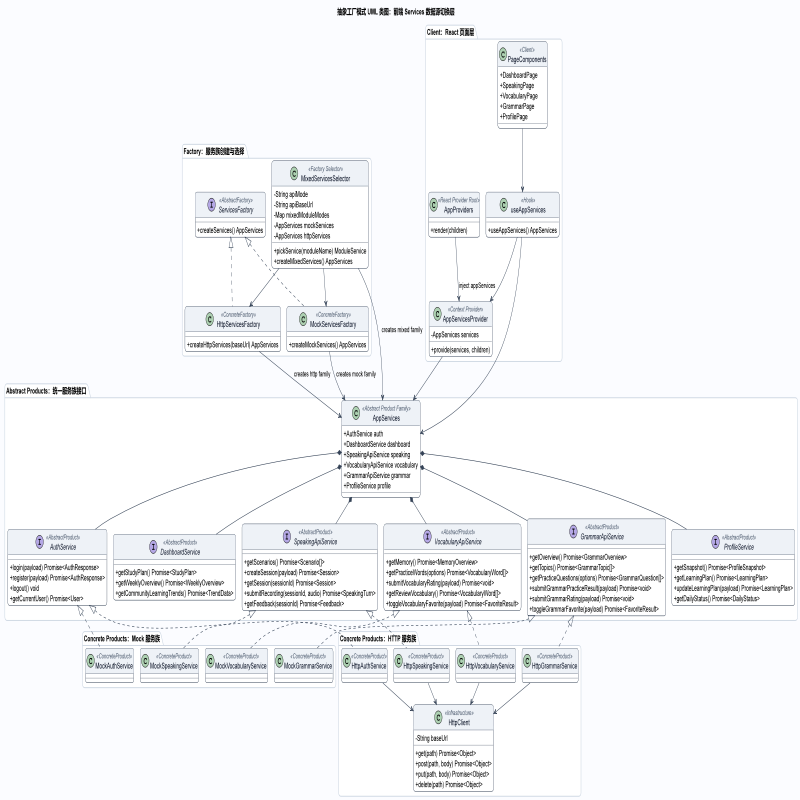 抽象工厂模式 UML 类图：前端 Services 数据源切换层
Client：React 页面层
C
«Client»
PageComponents
+DashboardPage
+SpeakingPage
+VocabularyPage
+GrammarPage
+ProfilePage
Factory：服务族创建与选择
C
«Factory Selector»
MixedServicesSelector
-String apiMode
-String apiBaseUrl
-Map mixedModuleModes
-AppServices mockServices
-AppServices httpServices
+pickService(moduleName) ModuleService
+createMixedServices() AppServices
I
«AbstractFactory»
ServicesFactory
+createServices() AppServices
C
«React Provider Root»
AppProviders
+render(children)
C
«Hook»
useAppServices
+useAppServices() AppServices
inject appServices
C
«ConcreteFactory»
HttpServicesFactory
+createHttpServices(baseUrl) AppServices
C
«ConcreteFactory»
MockServicesFactory
+createMockServices() AppServices
C
«Context Provider»
AppServicesProvider
-AppServices services
+provide(services, children)
creates mixed family
creates http family
creates mock family
Abstract Products：统一服务族接口
C
«Abstract Product Family»
AppServices
+AuthService auth
+DashboardService dashboard
+SpeakingApiService speaking
+VocabularyApiService vocabulary
+GrammarApiService grammar
+ProfileService profile
I
«AbstractProduct»
AuthService
+login(payload) Promise<AuthResponse>
+register(payload) Promise<AuthResponse>
+logout() void
+getCurrentUser() Promise<User>
I
«AbstractProduct»
DashboardService
+getStudyPlan() Promise<StudyPlan>
+getWeeklyOverview() Promise<WeeklyOverview>
+getCommunityLearningTrends() Promise<TrendData>
I
«AbstractProduct»
SpeakingApiService
+getScenarios() Promise<Scenario[]>
+createSession(payload) Promise<Session>
+getSession(sessionId) Promise<Session>
+submitRecording(sessionId, audio) Promise<SpeakingTurn>
+getFeedback(sessionId) Promise<Feedback>
I
«AbstractProduct»
VocabularyApiService
+getMemory() Promise<MemoryOverview>
+getPracticeWords(options) Promise<VocabularyWord[]>
+submitVocabularyRating(payload) Promise<void>
+getReviewVocabulary() Promise<VocabularyWord[]>
+toggleVocabularyFavorite(payload) Promise<FavoriteResult>
I
«AbstractProduct»
GrammarApiService
+getOverview() Promise<GrammarOverview>
+getTopics() Promise<GrammarTopic[]>
+getPracticeQuestions(options) Promise<GrammarQuestion[]>
+submitGrammarPracticeResult(payload) Promise<void>
+submitGrammarRating(payload) Promise<void>
+toggleGrammarFavorite(payload) Promise<FavoriteResult>
I
«AbstractProduct»
ProfileService
+getSnapshot() Promise<ProfileSnapshot>
+getLearningPlan() Promise<LearningPlan>
+updateLearningPlan(payload) Promise<LearningPlan>
+getDailyStatus() Promise<DailyStatus>
Concrete Products：Mock 服务族
C
«ConcreteProduct»
MockAuthService
C
«ConcreteProduct»
MockSpeakingService
C
«ConcreteProduct»
MockVocabularyService
C
«ConcreteProduct»
MockGrammarService
Concrete Products：HTTP 服务族
C
«ConcreteProduct»
HttpAuthService
C
«ConcreteProduct»
HttpSpeakingService
C
«ConcreteProduct»
HttpVocabularyService
C
«ConcreteProduct»
HttpGrammarService
C
«Infrastructure»
HttpClient
-String baseUrl
+get(path) Promise<Object>
+post(path, body) Promise<Object>
+put(path, body) Promise<Object>
+delete(path) Promise<Object>